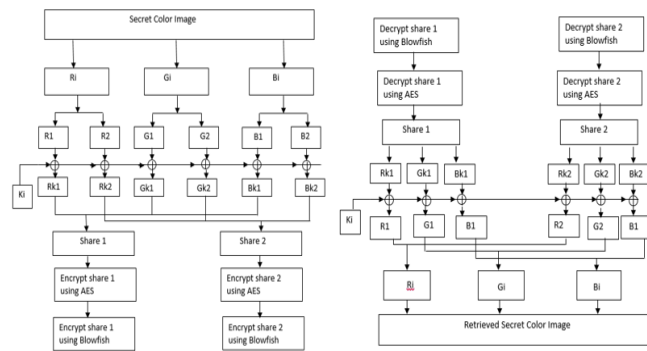 Secret Color Image
Ri
Gi
Bi
R1
R2
G1
G2
B1
B2
Ki
Rk1
Rk2
Gk1
Gk2
Bk1
Bk2
Share 1
Share 2
Encrypt share 1
using AES
Encrypt share 2
using AES
Encrypt share 1
using Blowfish
Encrypt share 2
using Blowfish
Decrypt share 1
using Blowfish
Decrypt share 2
using Blowfish
Decrypt share 1
using AES
Decrypt share 2
using AES
Share 1
Share 2
Rk1
Gk1
Bk1
Rk2
Gk2
Bk2
Ki
R1
G1
B1
R2
G2
B1
Ri
Gi
Bi
Retrieved Secret Color Image